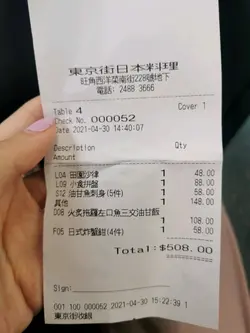 東京街日本料理
旺角西洋菜南街228號地下
電話: 2488 3666
Table 4 Cover 1
Check No. 000052
Date 2021-04-30 14:40:07
Description Qty
Amount
L04 田園沙津 1 48.00
L09 小食拼盤 1 88.00
S12 油甘魚刺身(5件) 1 58.00
其他 1 148.00
D08 火炙拖羅左口魚三文油甘飯
1 108.00
F05 日式炸蟹鉗(4件) 1 58.00
Total:$508.00
Sign:
001 100 000052 2021-04-30 15:22:39 1
東京街收銀